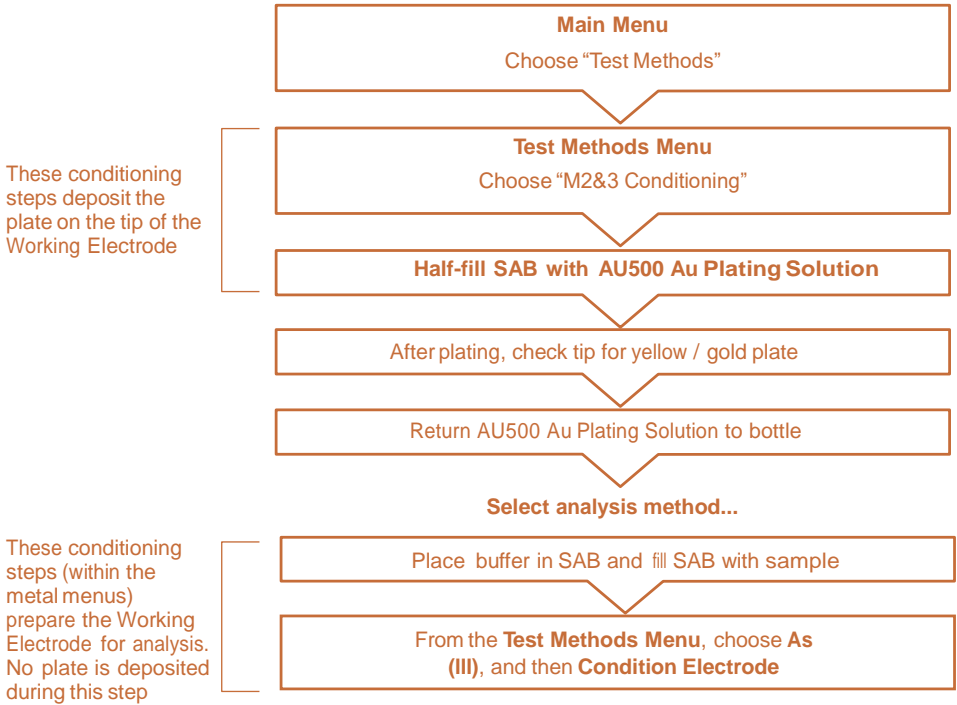 Main Menu
Choose “Test Methods”
These conditioning
steps deposit the
plate on the tip of the
Working Electrode
Test Methods Menu
Choose “M2&3 Conditioning”
Half-fill SAB with AU500 Au Plating Solution
After plating, check tip for yellow / gold plate
Return AU500 Au Plating Solution to bottle
Select analysis method...
These conditioning
steps (within the
metal menus)
prepare the Working
Electrode for analysis.
No plate is deposited
during this step
Place buffer in SAB and fill SAB with sample
From the Test Methods Menu, choose As
(III), and then Condition Electrode